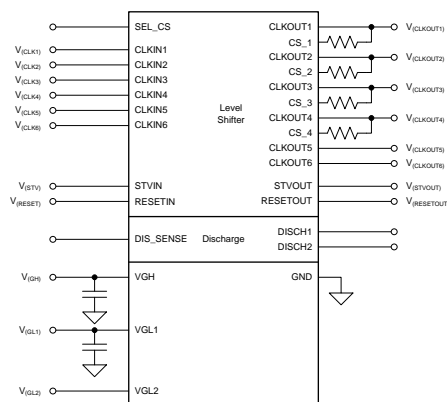 SEL_CS
CLKOUT1
V(CLKOUT1)
CS_1
V(CLK1)
CLKIN1
V(CLK2)
CLKIN2
CLKOUT2
V(CLKOUT2)
CS_2
V(CLK3)
CLKIN3
V(CLK4)
CLKIN4
CLKOUT3
V(CLKOUT3)
CS_3
V(CLK5)
CLKIN5
V(CLK6)
CLKIN6
Level
Shifter
CLKOUT4
V(CLKOUT4)
CS_4
CLKOUT5
V(CLKOUT5)
CLKOUT6
V(CLKOUT6)
V(STV)
STVIN
STVOUT
V(STVOUT)
V(RESET)
RESETIN
RESETOUT
V(RESETOUT
DIS_SENSE
Discharge
DISCH1
DISCH2
V(GH)
VGH
GND
V(GL1)
VGL1
V(GL2)
VGL2